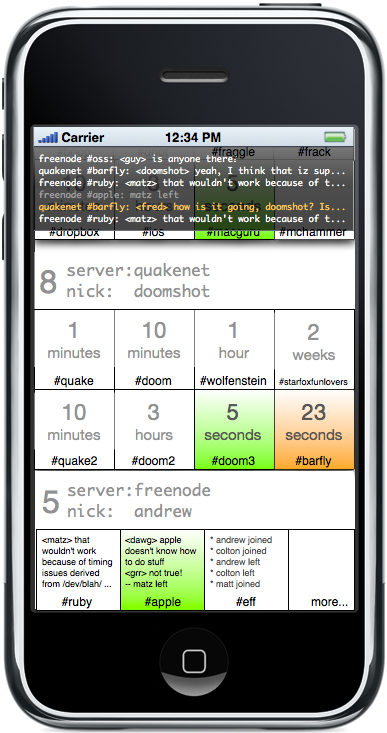 Carrier 12:34 PM
#fraggle #frack
freenode #oss: <guy> is anyone there:
quakenet #barfly: <doomshot> yeah, I think that iz sup...
freenode #ruby: <matz> that wouldn't work because of t...
freenode #apple: matz left
quakenet #barfly: <fred> how is it going, doomshot? Is...
freenode #ruby: <matz> that wouldn't work because of t...
#dropbox #ios #macguru #mchammer
8 server:quakenet
nick: doomshot
1 10 1 2
minutes minutes hour weeks
#quake #doom #wolfenstein #starfoxfunlovers
10 3 5 23
minutes hours seconds seconds
#quake2 #doom2 #doom3 #barfly
5 server:freenode
nick: andrew
<matz> that
wouldn't work
because of timing
issues derived
from /dev/blah/ ...
#ruby
<dawg> apple
doesn't know how
to do stuff
<grr> not true!
-- matz left
#apple
* andrew joined
* colton joined
* andrew left
* colton left
* matt joined
#eff
more...